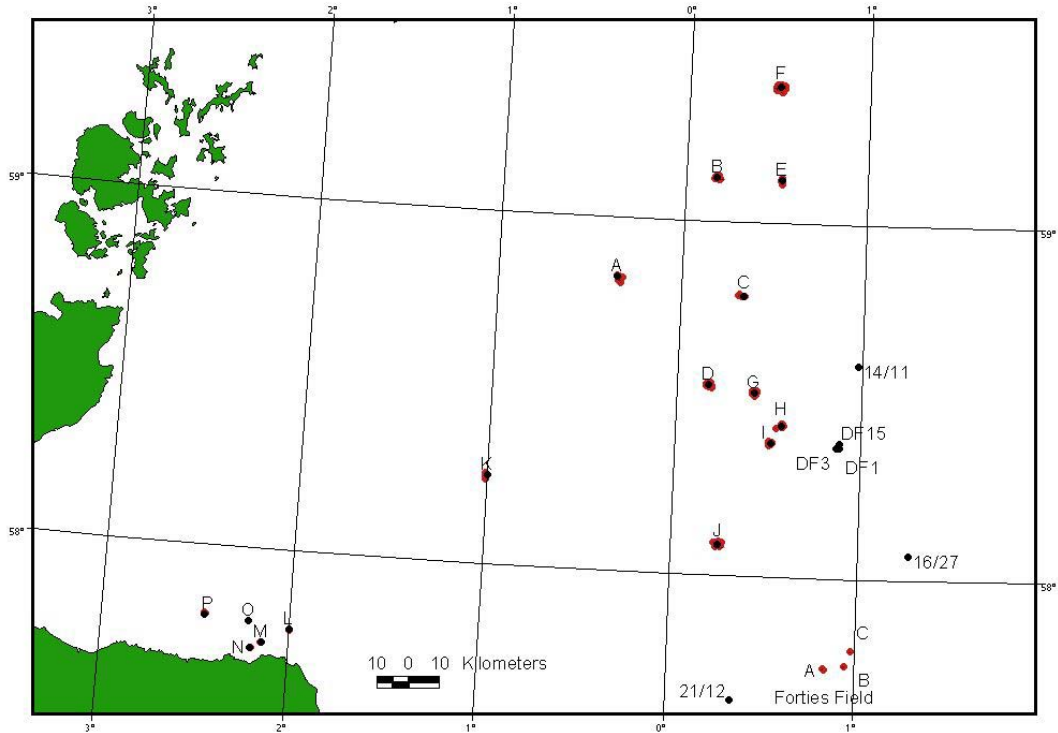 3° 2° 1° 0° 1°
F
59°
B E
59°
A
C
14/11
D G
H
I DF15
DF3 DF1
K
58°
J
16/27
58°
P O L
M
N
C
10 0 10 Kilometers
A B
21/12 Forties Field
3° 2° 1° 0° 1°